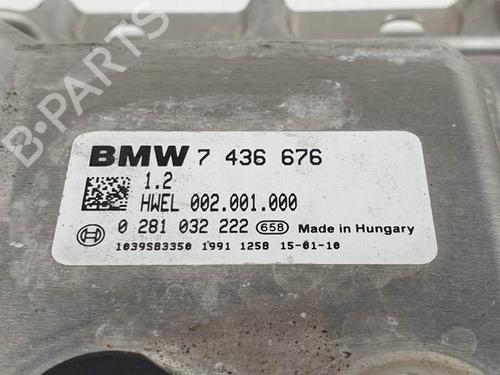 B-PARTS
BMW 7 436 676
1.2
HWEL 002.001.000
0 281 032 222 658 Made in Hungary
1039S83350 1991 1258 15-01-10